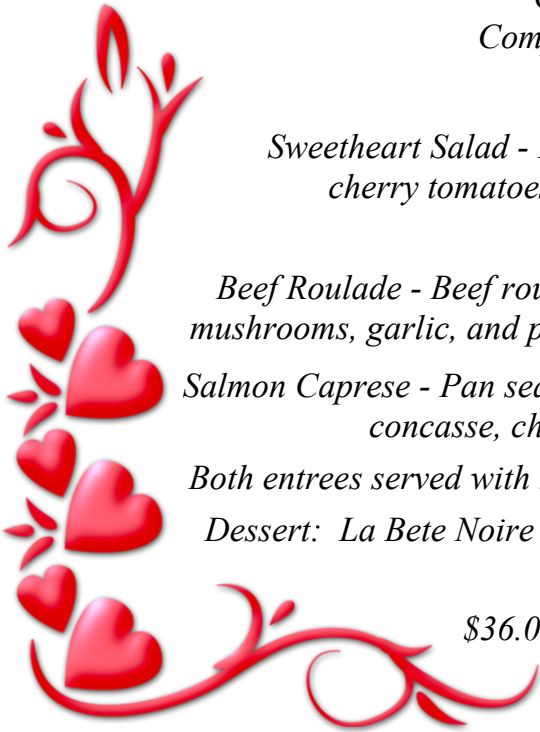 Com
Sweetheart Salad -
cherry tomatoes
Beef Roulade - Beef rou
mushrooms, garlic, and p
Salmon Caprese - Pan sea
concasse, ch
Both entrees served with
Dessert: La Bete Noire
$36.0